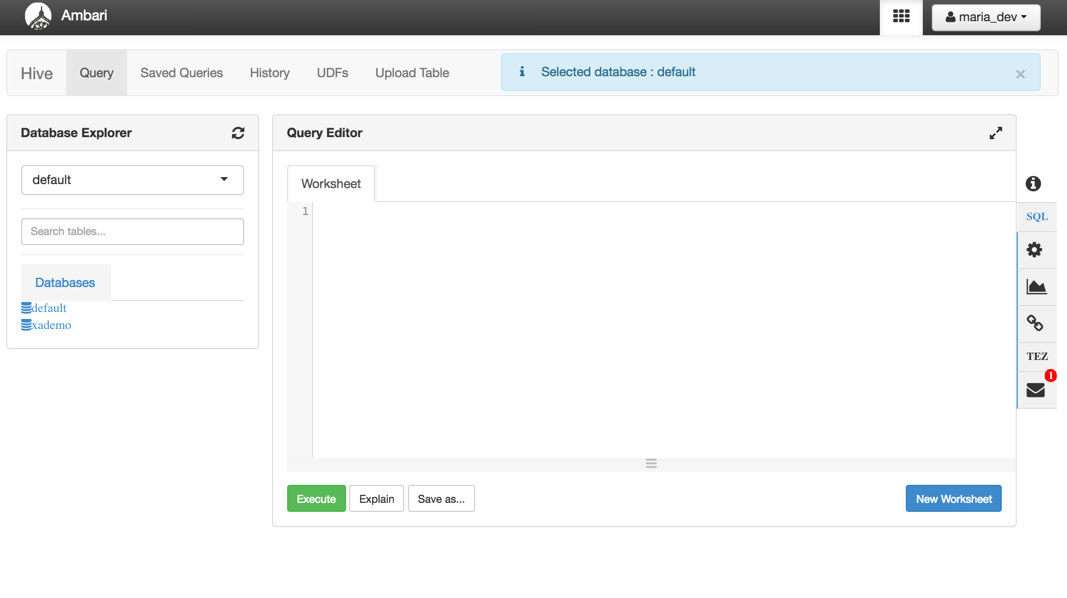 Ambari
maria_dev
Hive Query Saved Queries History UDFs Upload Table
Selected database : default
×
Database Explorer
default
Search tables...
Databases
default
xademo
Query Editor
Worksheet
1
Execute Explain Save as... New Worksheet
SQL
TEZ
1